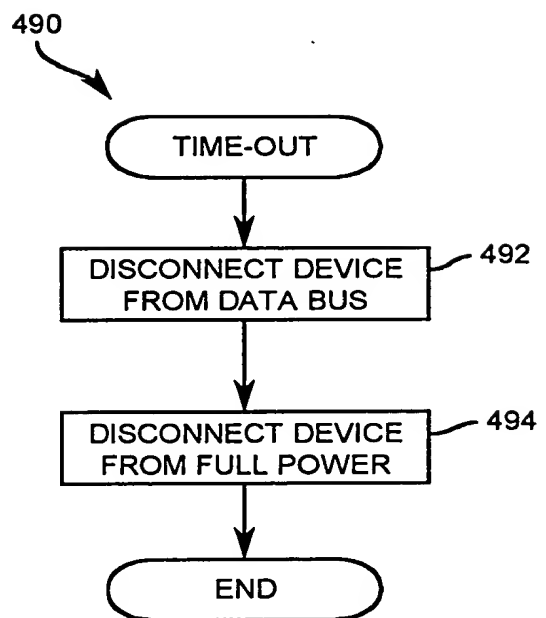 490
TIME-OUT
DISCONNECT DEVICE
FROM DATA BUS
492
DISCONNECT DEVICE
FROM FULL POWER
494
END